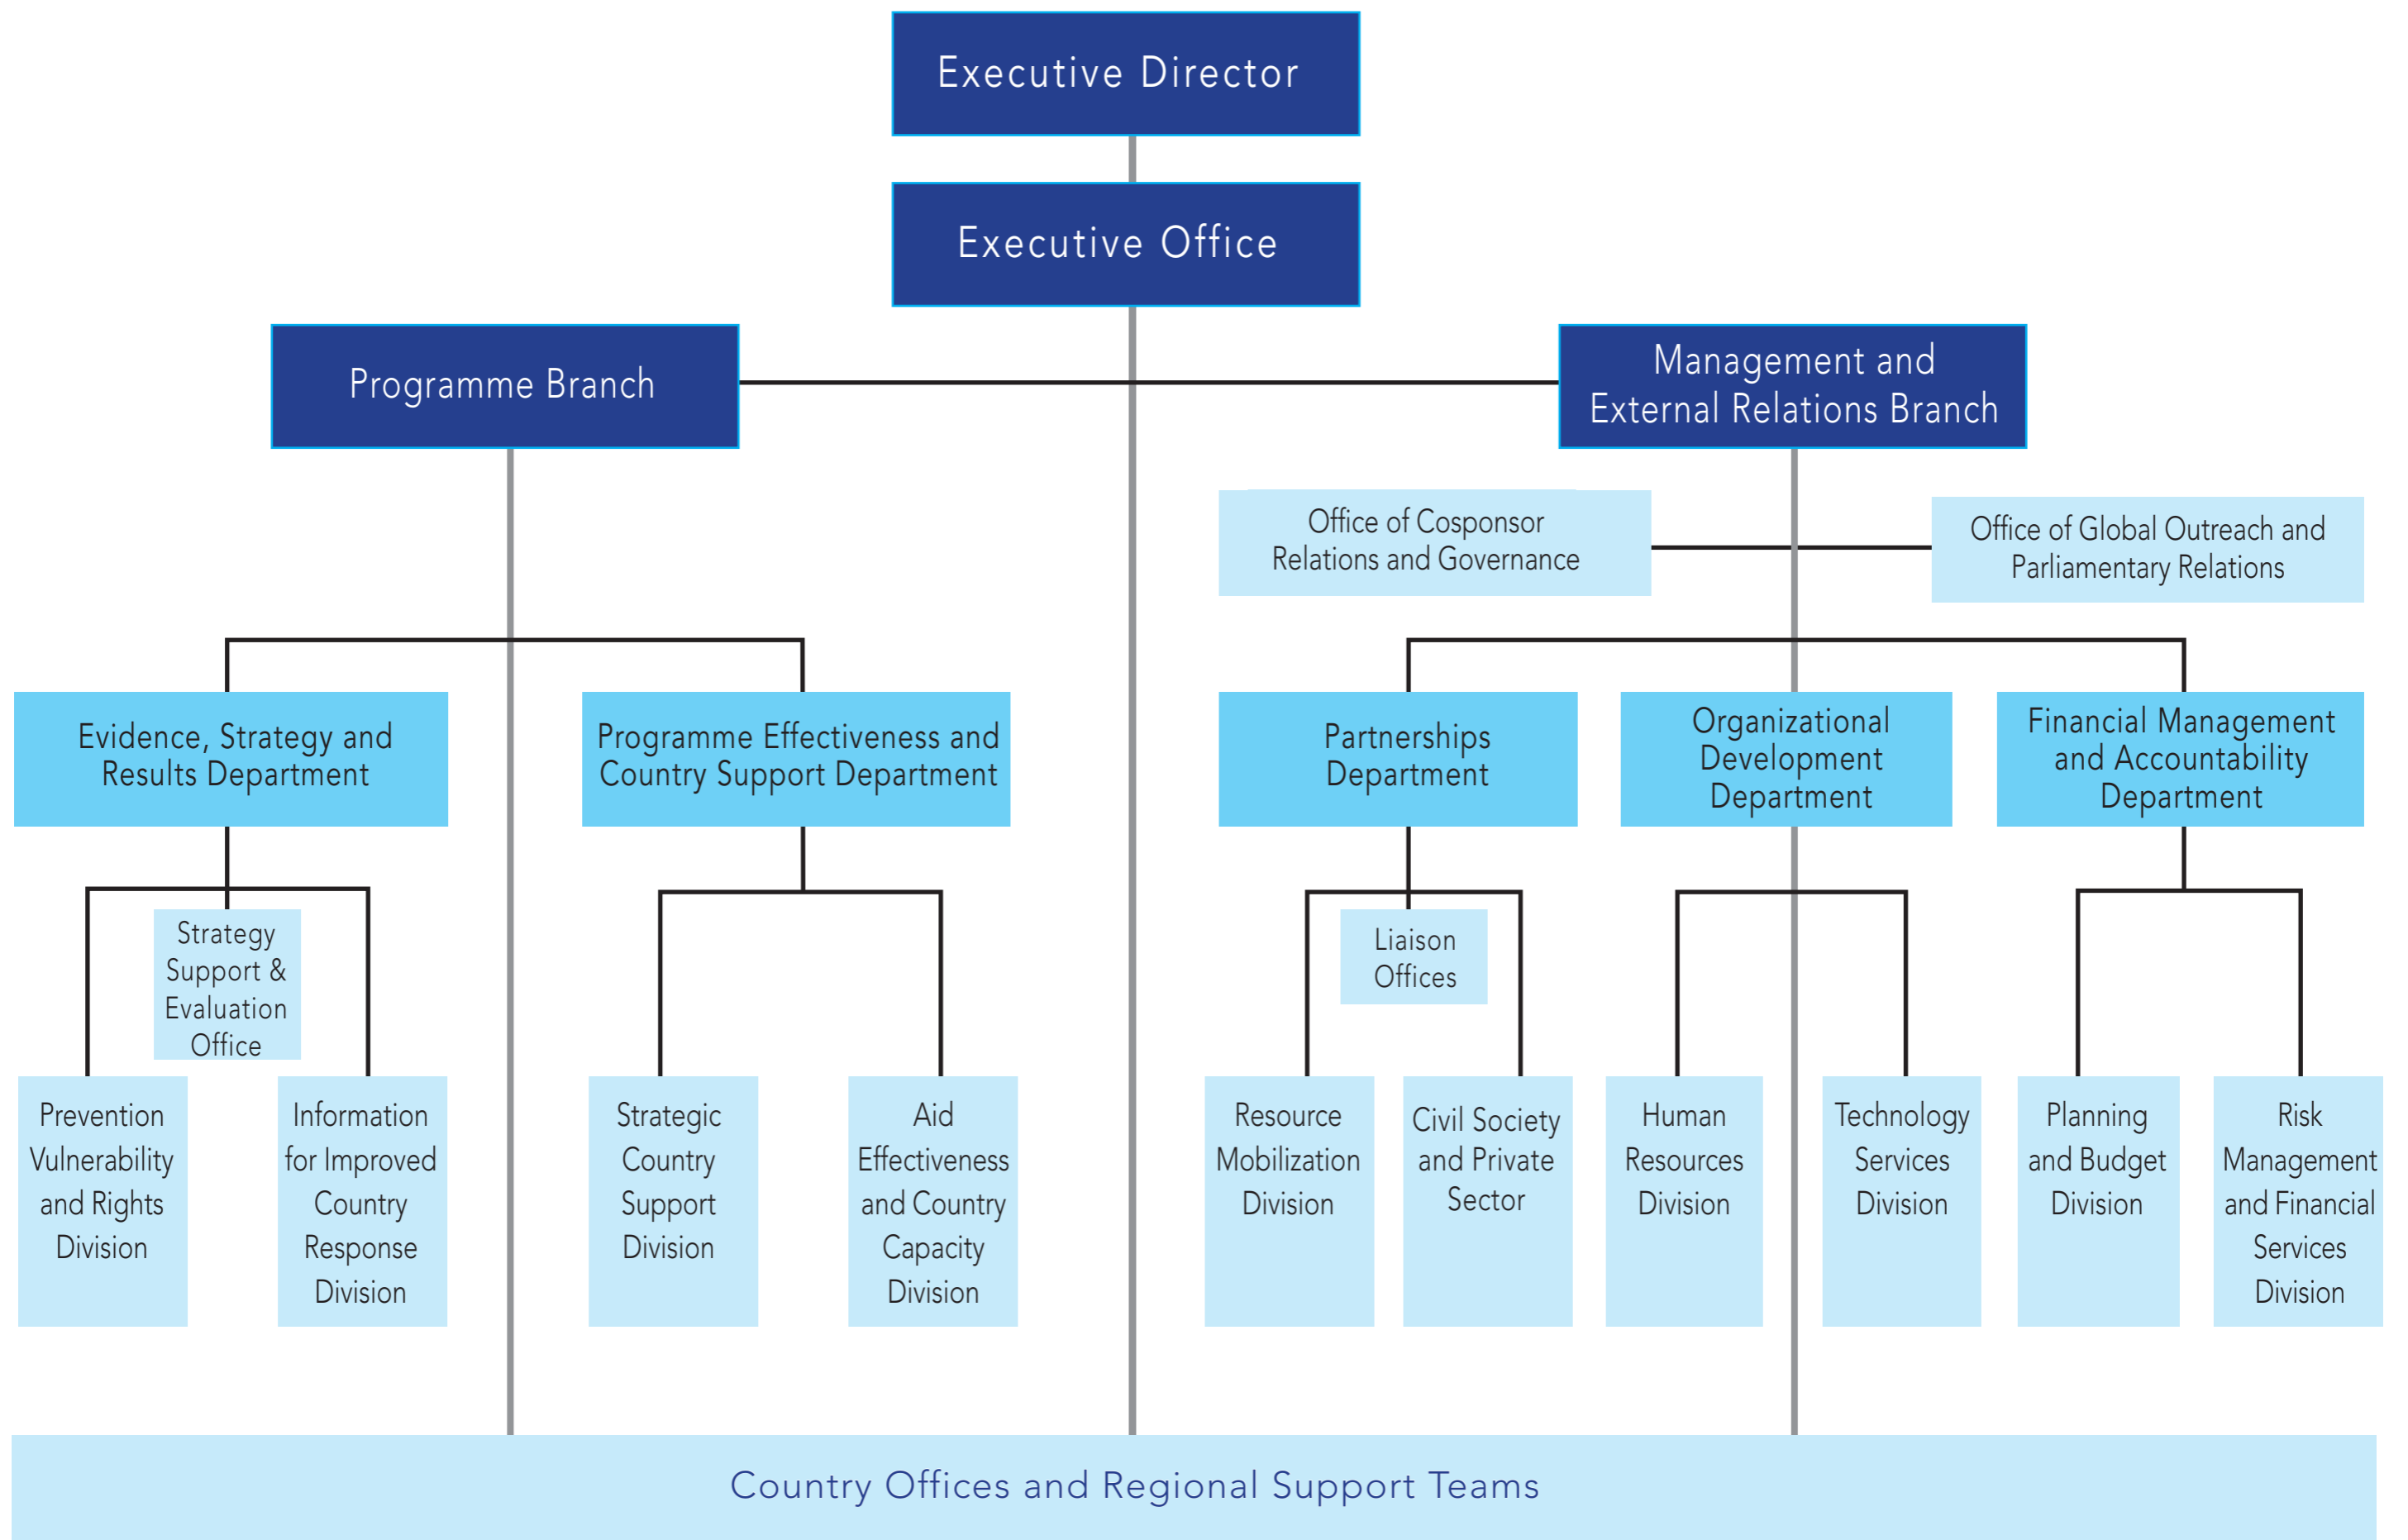 Executive Director
Executive Office
Programme Branch
Management and
External Relations Branch
Office of Cosponsor
Relations and Governance
Office of Global Outreach and
Parliamentary Relations
Evidence, Strategy and
Results Department
Programme Effectiveness and
Country Support Department
Partnerships
Department
Organizational
Development
Department
Financial Management
and Accountability
Department
Strategy
Support &
Evaluation
Office
Liaison
Offices
Prevention
Vulnerability
and Rights
Division
Information
for Improved
Country
Response
Division
Strategic
Country
Support
Division
Aid
Effectiveness
and Country
Capacity
Division
Resource
Mobilization
Division
Civil Society
and Private
Sector
Human
Resources
Division
Technology
Services
Division
Planning
and Budget
Division
Risk
Management
and Financial
Services
Division
Country Offices and Regional Support Teams